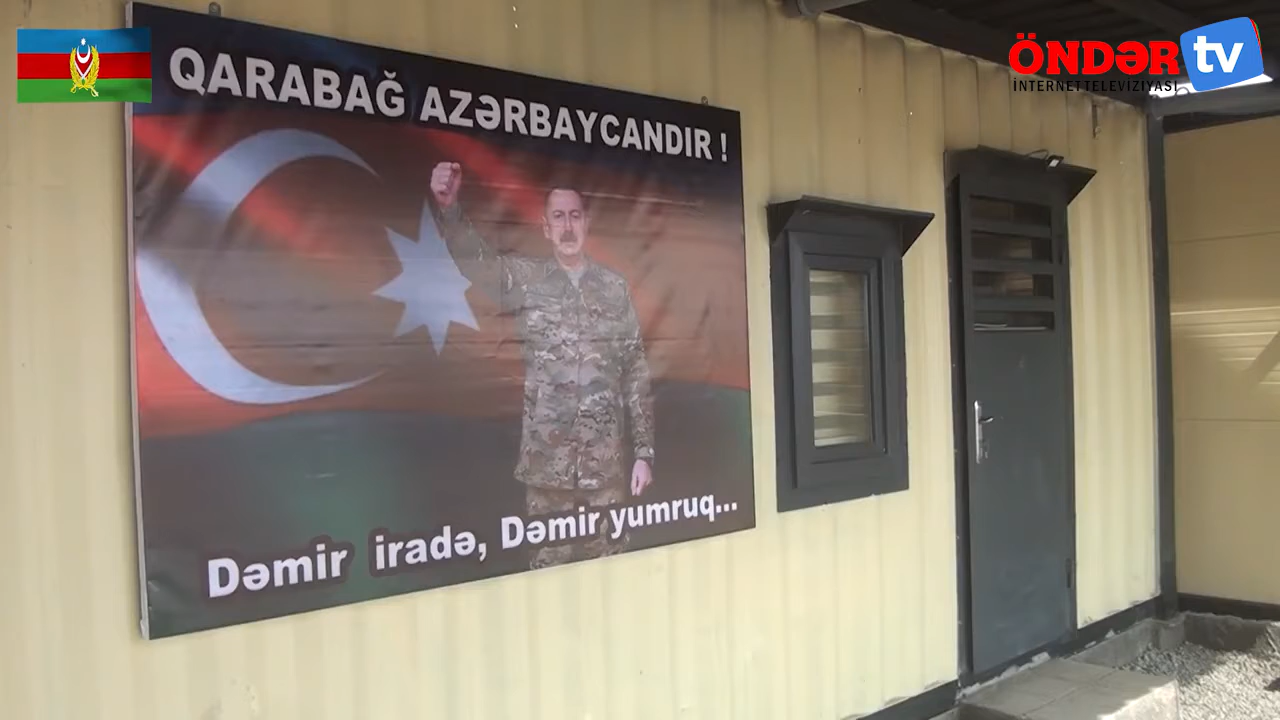 QARABAĞ AZƏRBAYCANDIR !
Dəmir iradə, Dəmir yumruq...
ÖNDƏR tv
İNTERNET TELEVİZİYASI